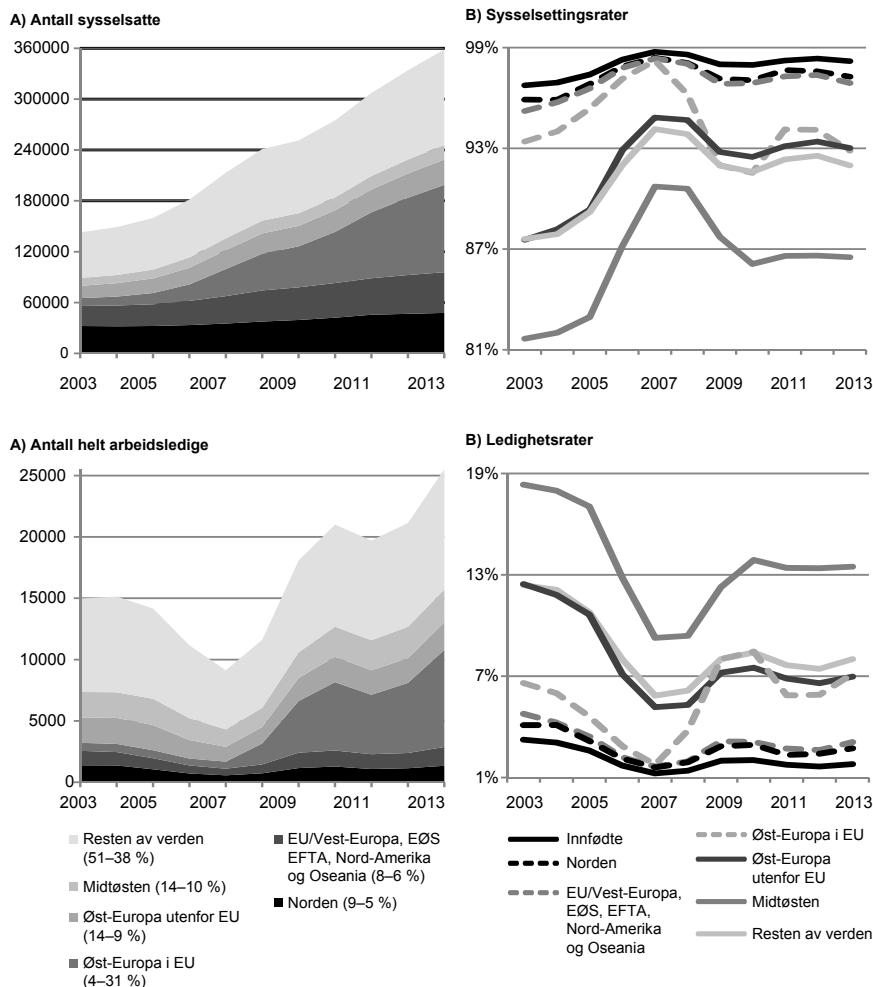 A) Antall sysselsatte
360000
300000
240000
180000
120000
60000
0
2003 2005 2007 2009 2011 2013
B) Sysselsettingsrater
99%
93%
87%
81%
2003 2005 2007 2009 2011 2013
A) Antall helt arbeidsledige
25000
20000
15000
10000
5000
0
2003 2005 2007 2009 2011 2013
B) Ledighetsrater
19%
13%
7%
1%
2003 2005 2007 2009 2011 2013
Resten av verden
(51–38 %)
Midtøsten (14–10 %)
Øst-Europa utenfor EU
(14–9 %)
Øst-Europa i EU
(4–31 %)
EU/Vest-Europa, EØS
EFTA, Nord-Amerika
og Oseania (8–6 %)
Norden (9–5 %)
Innfødte
Norden
EU/Vest-Europa,
EØS, EFTA,
Nord-Amerika
og Oseania
Øst-Europa i EU
Øst-Europa
utenfor EU
Midtøsten
Resten av verden